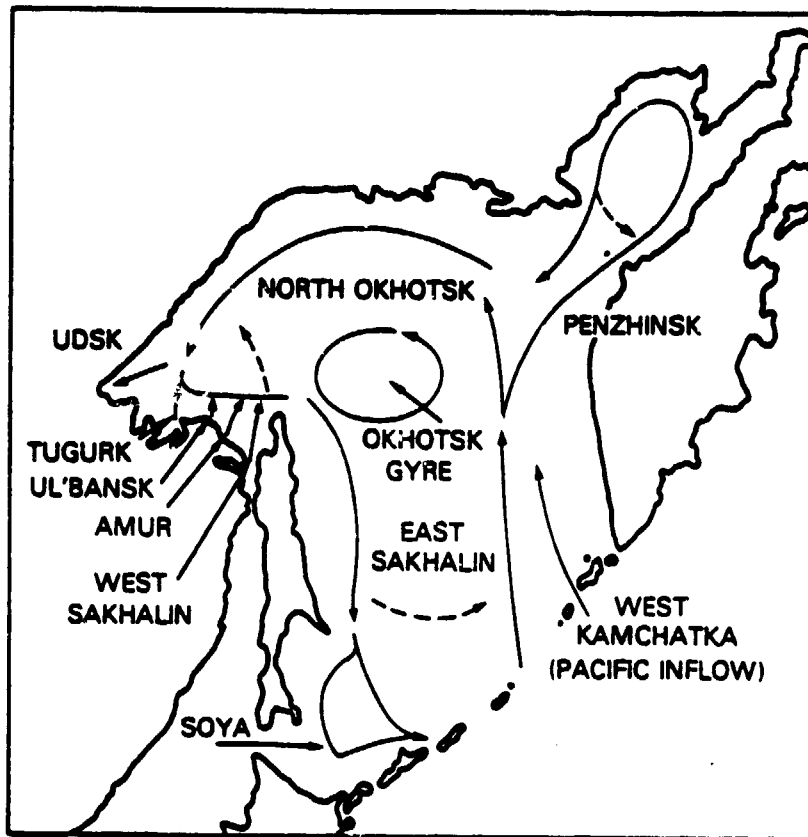 NORTH OKHOTSK
PENZHINSK
UDSK
OKHOTSK
GYRE
TUGURK
UL'BANSK
AMUR
EAST
SAKHALIN
WEST
SAKHALIN
WEST
KAMCHATKA
(PACIFIC INFLOW)
SOYA